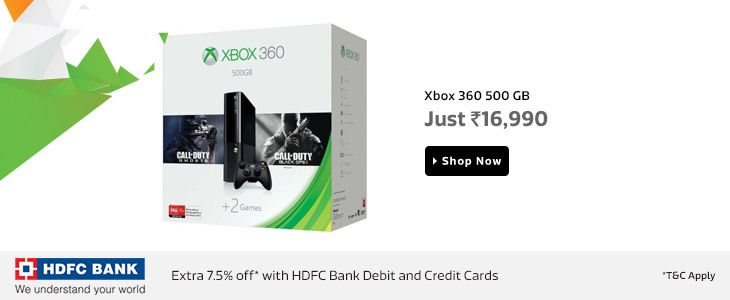 XBOX 360
500GB
CALL·DUTY
GHOSTS
CALL·DUTY
BLACK OPS II
+2 Games
MA
Xbox 360 500 GB
Just ₹16,990
Shop Now
HDFC BANK
We understand your world
Extra 7.5% off* with HDFC Bank Debit and Credit Cards
*T&C Apply